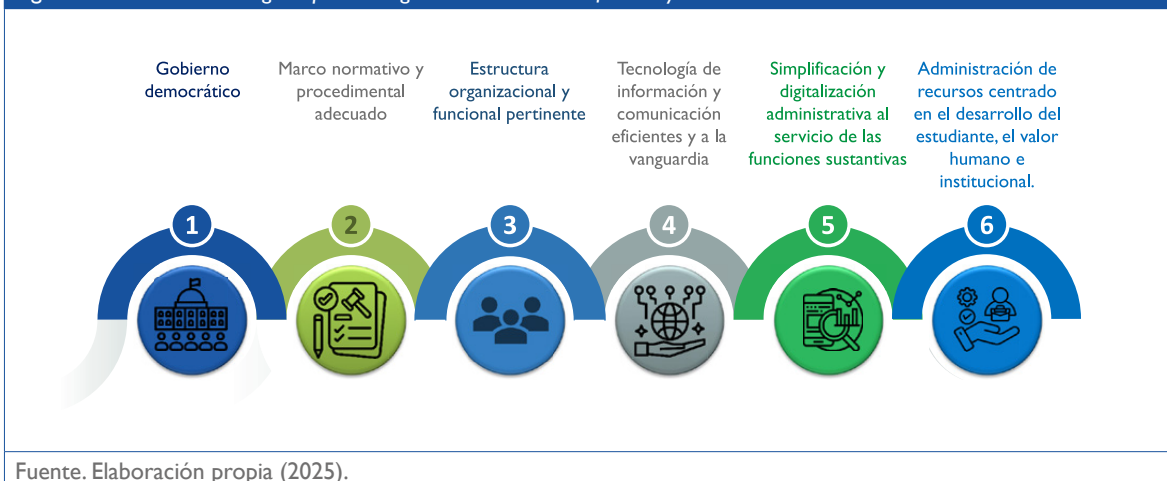 Gobierno
democrático
Marco normativo y
procedimental
adecuado
Estructura
organizacional y
funcional pertinente
Tecnología de
información y
comunicación
eficientes y a la
vanguardia
Simplificación y
digitalización
administrativa al
servicio de las
funciones sustantivas
Administración de
recursos centrado
en el desarrollo del
estudiante, el valor
humano e
institucional.
1
2
3
4
5
6
Fuente. Elaboración propia (2025).